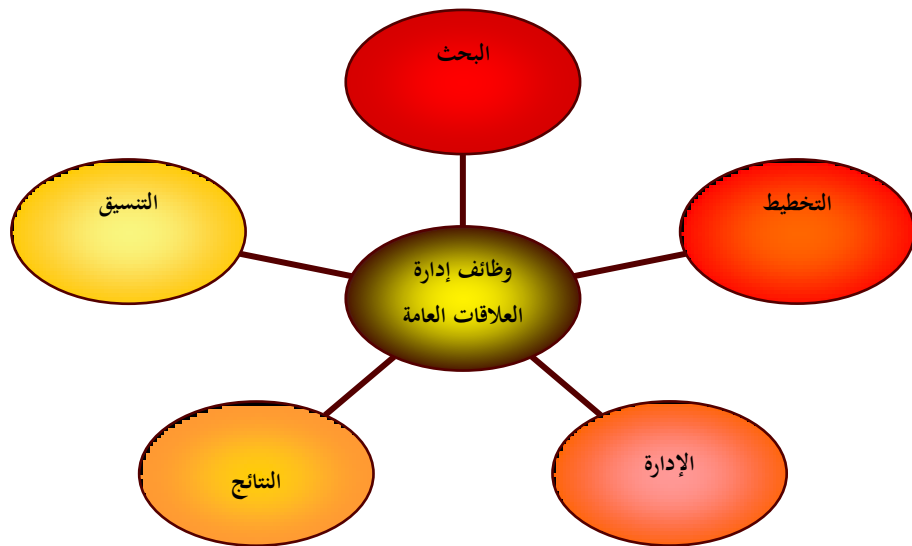 البحث
التخطيط
التنسيق
وظائف إدارة
العلاقات العامة
الإدارة
النتائج